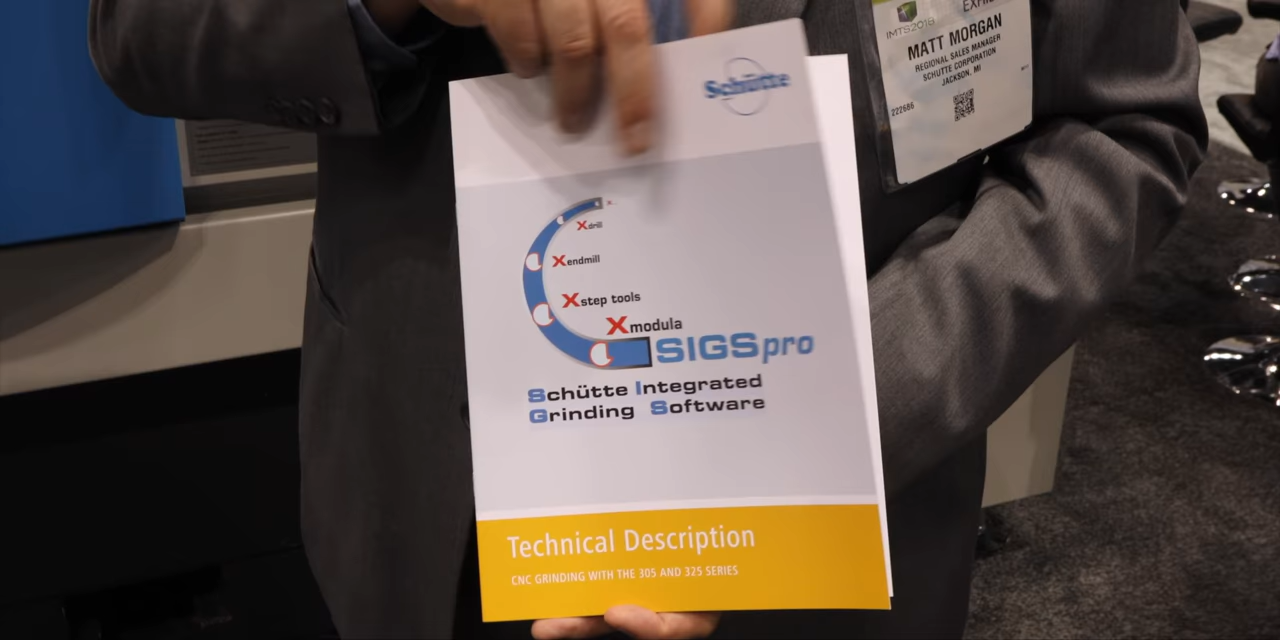 IMTS2018
MATT MORGAN
REGIONAL SALES MANAGER
SCHUTTE CORPORATION
JACKSON, MI
222686
Schütte
X...
Xdrill
Xendmill
Xstep tools
Xmodula
SIGSpro
Schütte Integrated
Grinding Software
Technical Description
CNC GRINDING WITH THE 305 AND 325 SERIES